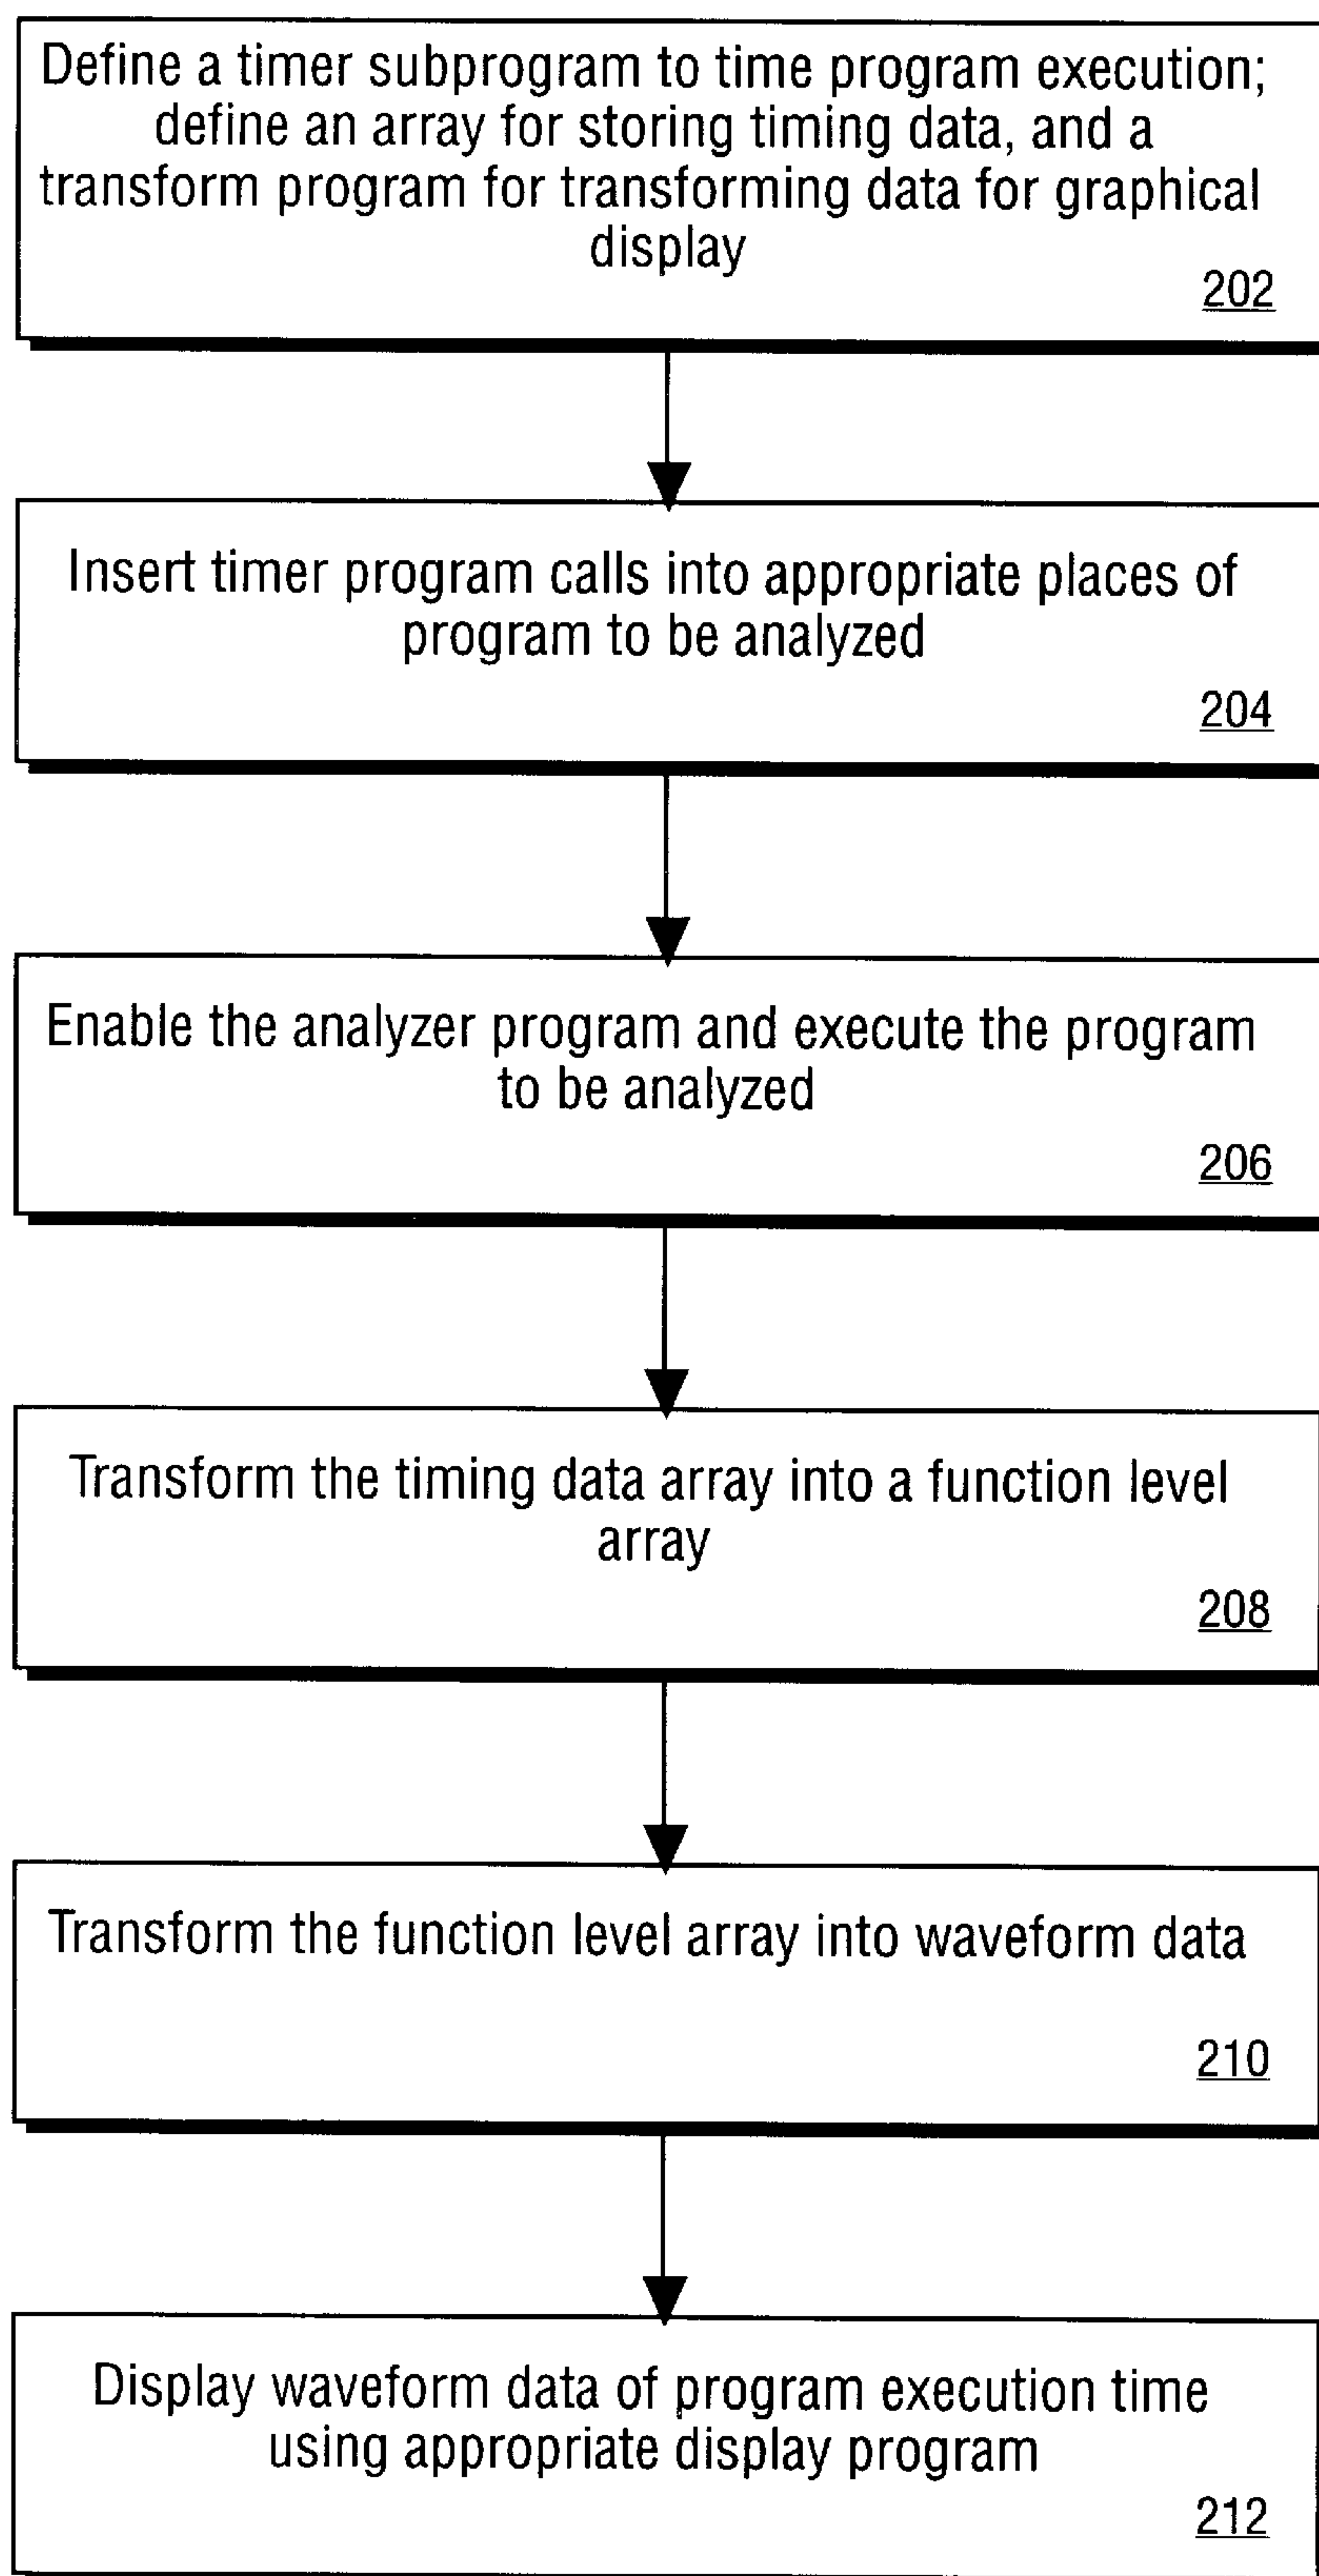 Define a timer subprogram to time program execution;
define an array for storing timing data, and a
transform program for transforming data for graphical
display
202
Insert timer program calls into appropriate places of
program to be analyzed
204
Enable the analyzer program and execute the program
to be analyzed
206
Transform the timing data array into a function level
array
208
Transform the function level array into waveform data
210
Display waveform data of program execution time
using appropriate display program
212